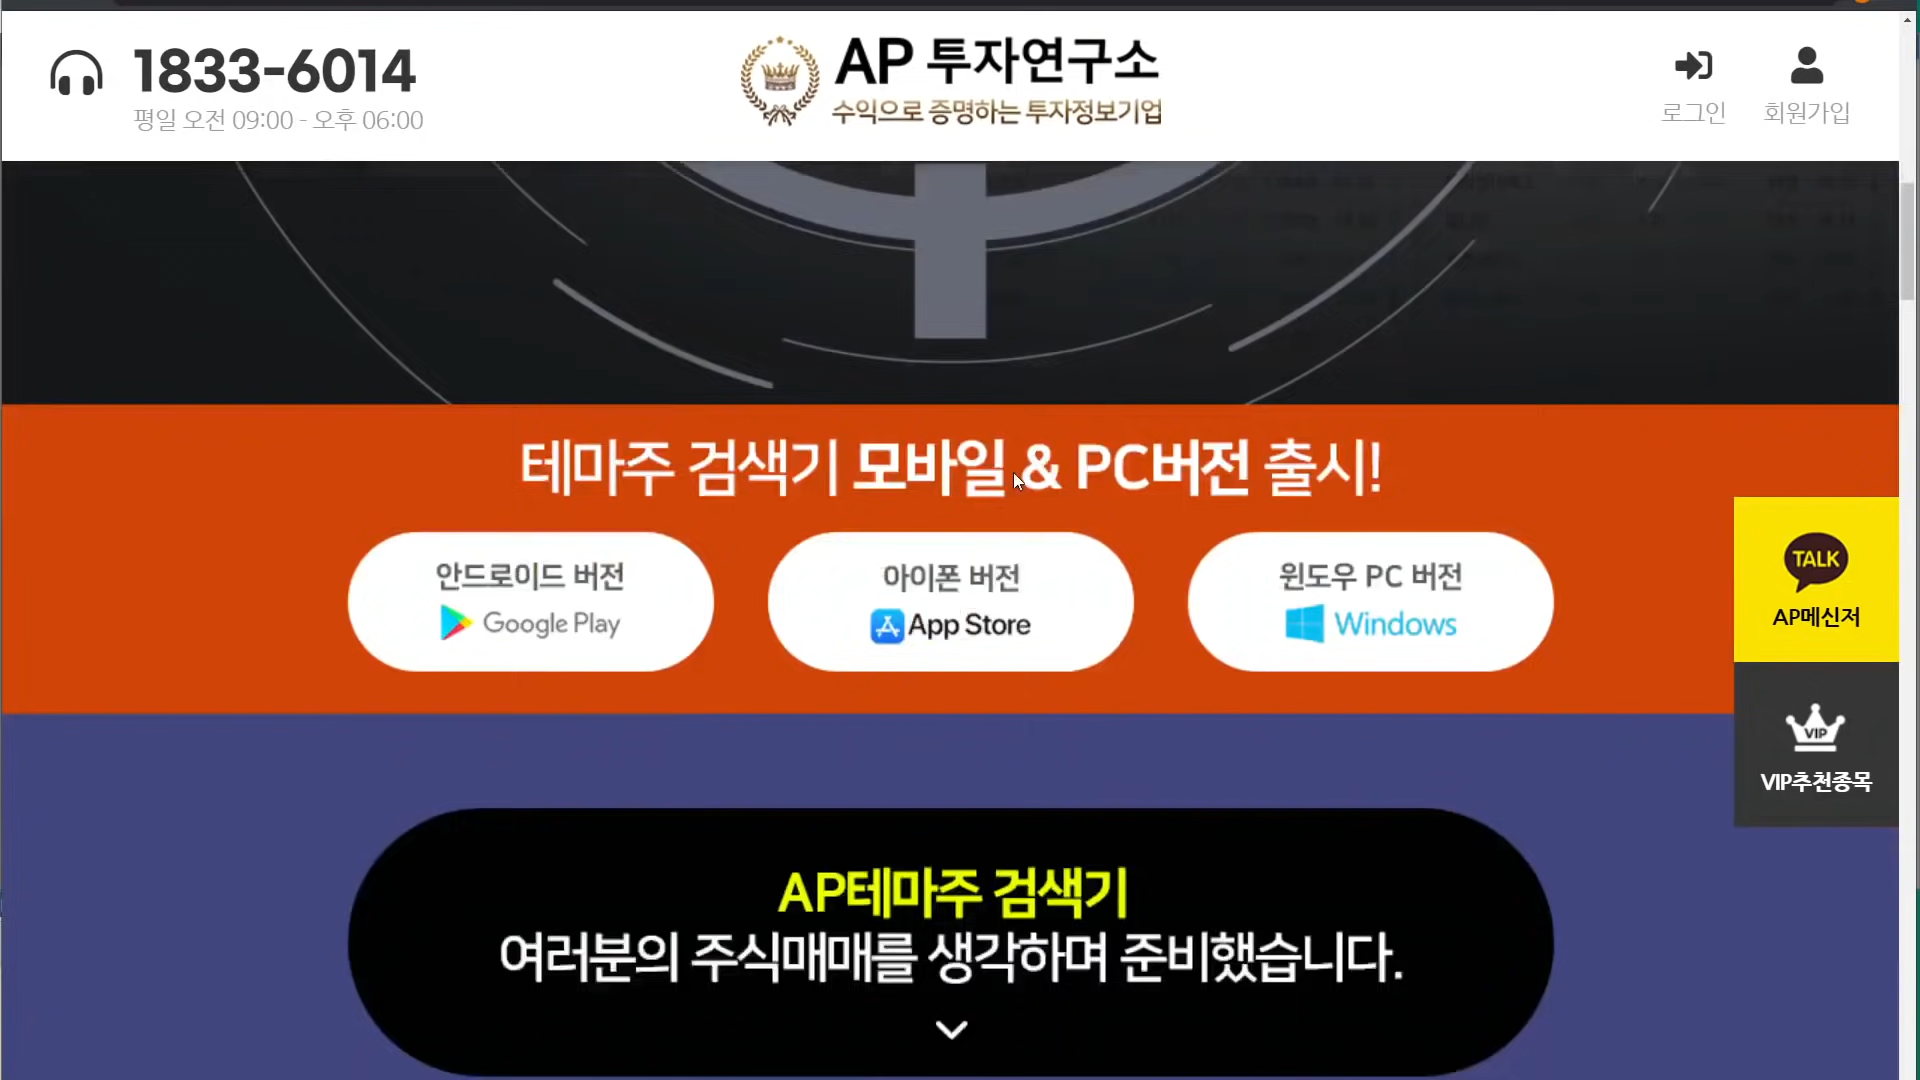 1833-6014
평일 오전 09:00 - 오후 06:00
AP 투자연구소
수익으로 증명하는 투자정보기업
로그인
회원가입
테마주 검색기 모바일 & PC버전 출시!
안드로이드 버전
Google Play
아이폰 버전
App Store
윈도우 PC 버전
Windows
TALK
AP메신저
VIP
VIP추천종목
AP테마주 검색기
여러분의 주식매매를 생각하며 준비했습니다.